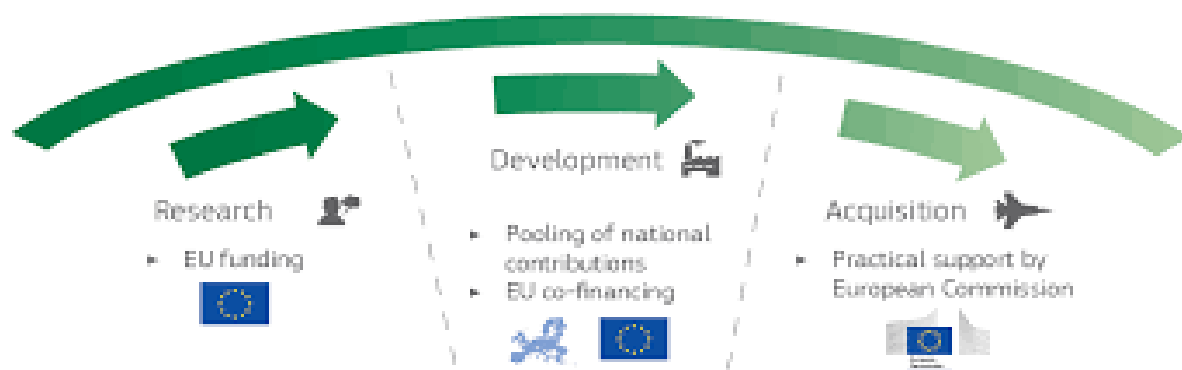 Research
EU funding
Development
Pooling of national
contributions
EU co-financing
Acquisition
Practical support by
European Commission